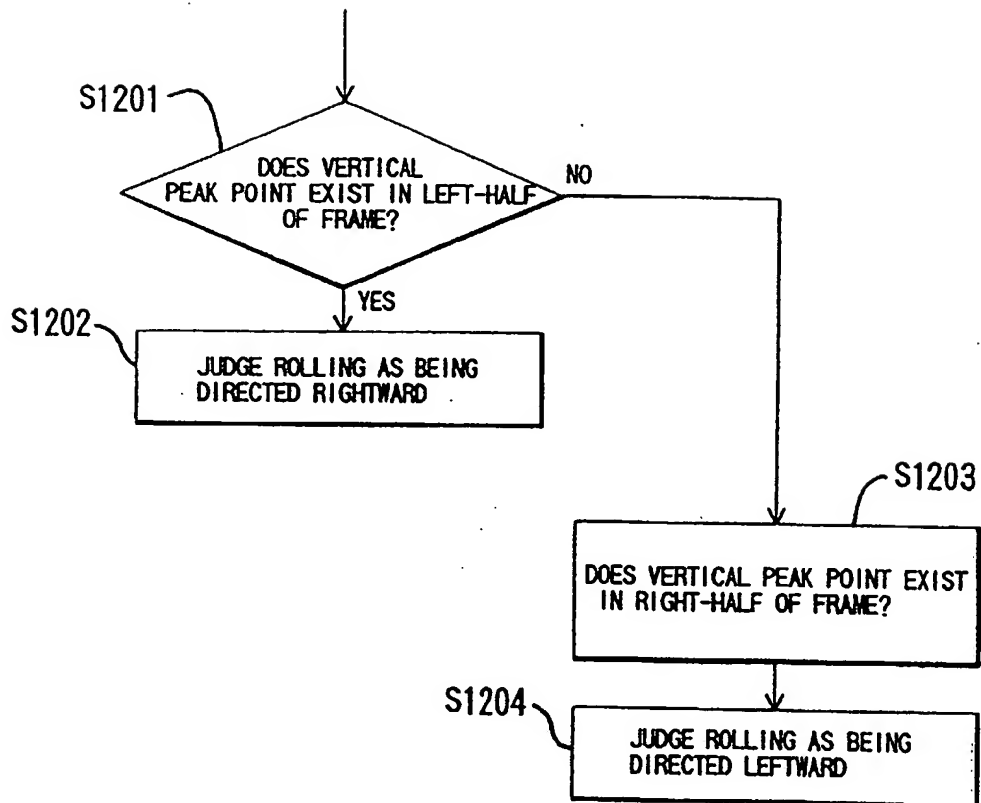 S1201
DOES VERTICAL
PEAK POINT EXIST IN LEFT-HALF
OF FRAME?
NO
YES
S1202
JUDGE ROLLING AS BEING
DIRECTED RIGHTWARD
S1203
DOES VERTICAL PEAK POINT EXIST
IN RIGHT-HALF OF FRAME?
S1204
JUDGE ROLLING AS BEING
DIRECTED LEFTWARD